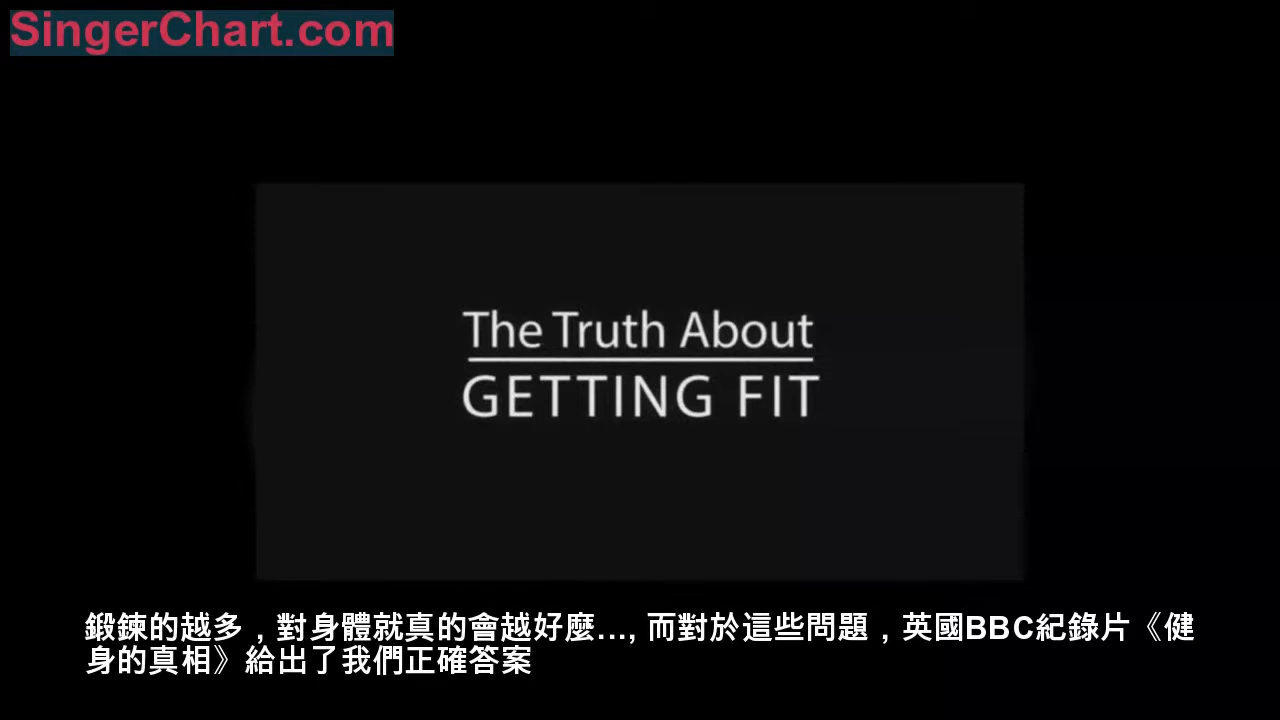 SingerChart.com
The Truth About
GETTING FIT
鍛鍊的越多，對身體就真的會越好麼..., 而對於這些問題，英國BBC紀錄片《健
身的真相》給出了我們正確答案